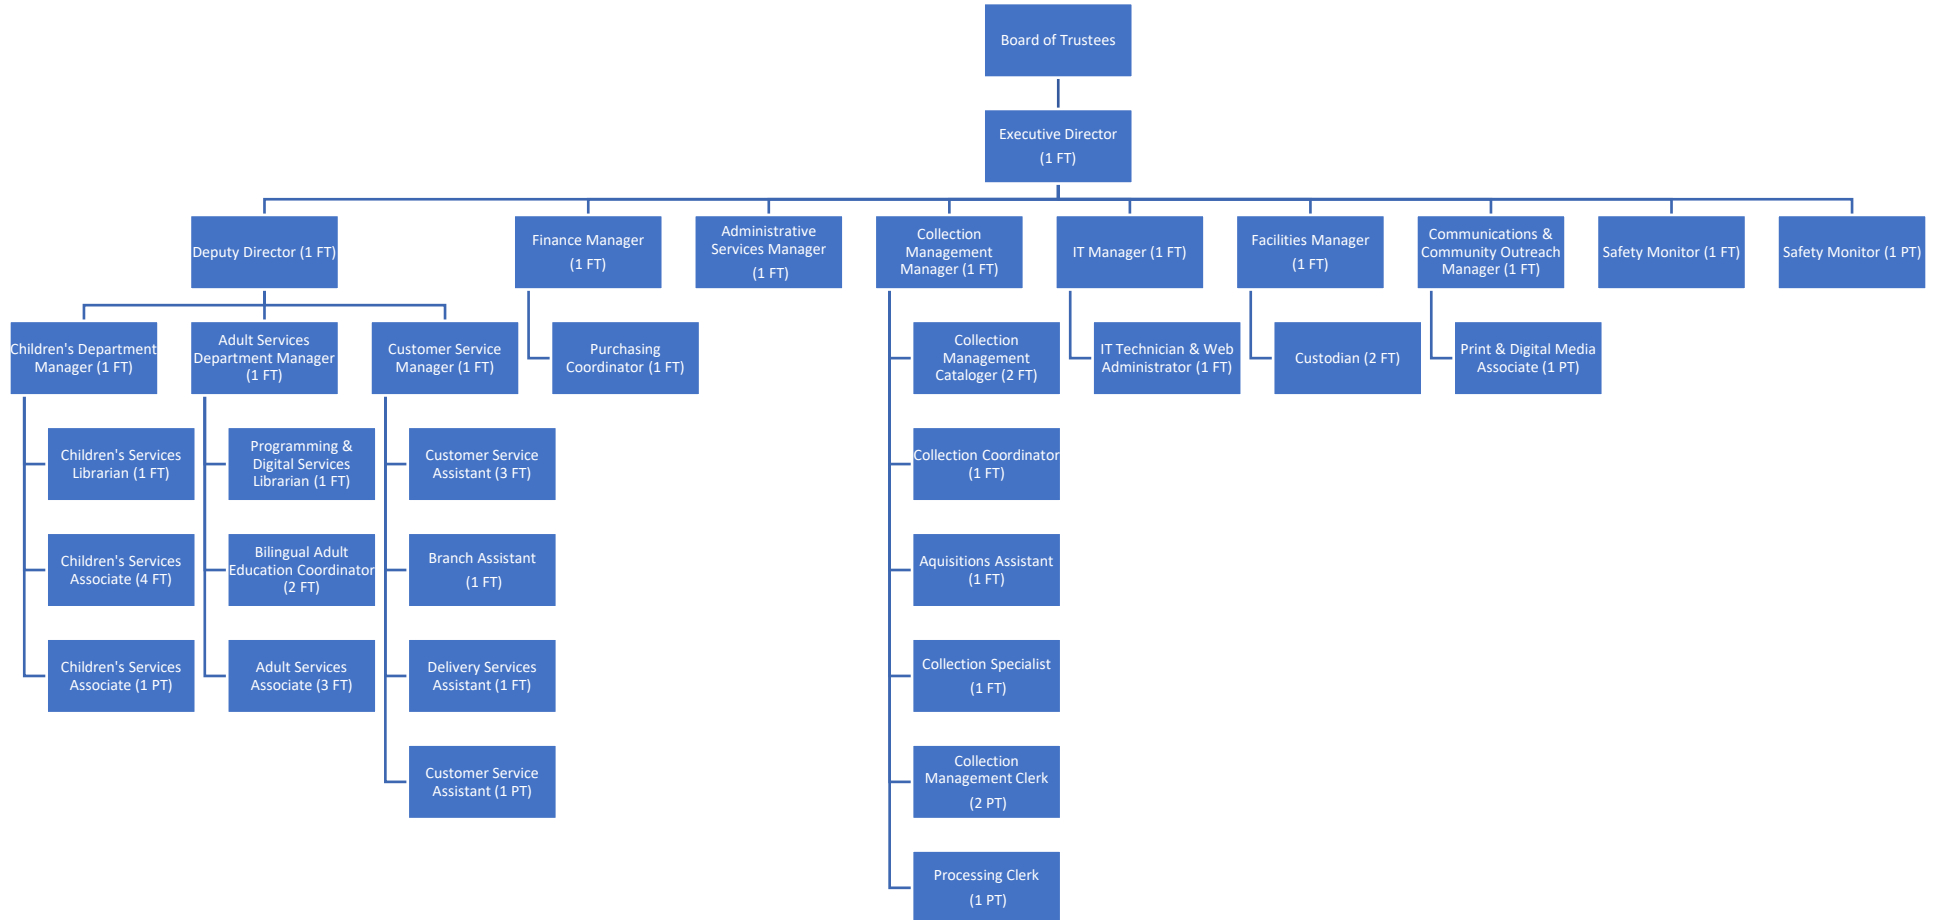 Board of Trustees
Executive Director
(1 FT)
Deputy Director (1 FT)
Finance Manager
(1 FT)
Administrative
Services Manager
(1 FT)
Collection
Management
Manager (1 FT)
IT Manager (1 FT)
Facilities Manager
(1 FT)
Communications &
Community Outreach
Manager (1 FT)
Safety Monitor (1 FT)
Safety Monitor (1 PT)
Children's Department
Manager (1 FT)
Adult Services
Department Manager
(1 FT)
Customer Service
Manager (1 FT)
Purchasing
Coordinator (1 FT)
Collection
Management
Cataloger (2 FT)
IT Technician & Web
Administrator (1 FT)
Custodian (2 FT)
Print & Digital Media
Associate (1 PT)
Children's Services
Librarian (1 FT)
Programming &
Digital Services
Librarian (1 FT)
Customer Service
Assistant (3 FT)
Collection Coordinator
(1 FT)
Children's Services
Associate (4 FT)
Bilingual Adult
Education Coordinator
(2 FT)
Branch Assistant
(1 FT)
Aquisitions Assistant
(1 FT)
Children's Services
Associate (1 PT)
Adult Services
Associate (3 FT)
Delivery Services
Assistant (1 FT)
Collection Specialist
(1 FT)
Customer Service
Assistant (1 PT)
Collection
Management Clerk
(2 PT)
Processing Clerk
(1 PT)